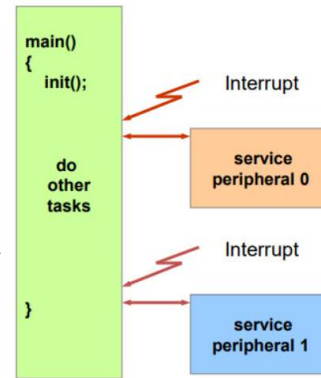 main()
{
init();
do
other
tasks
}
Interrupt
service
peripheral 0
Interrupt
service
peripheral 1